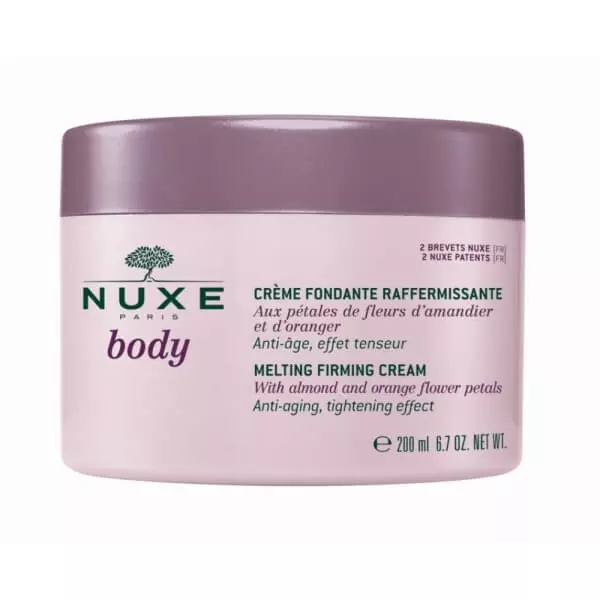 2 BREVETS NUXE [FR]
2 NUXE PATENTS [FR]
NUXE
PARIS
body
CRÈME FONDANTE RAFFERMISSANTE
Aux pétales de fleurs d'amandier
et d'oranger
Anti-âge, effet tenseur
MELTING FIRMING CREAM
With almond and orange flower petals
Anti-aging, tightening effect
℮ 200 ml 6.7 OZ. NET WT.